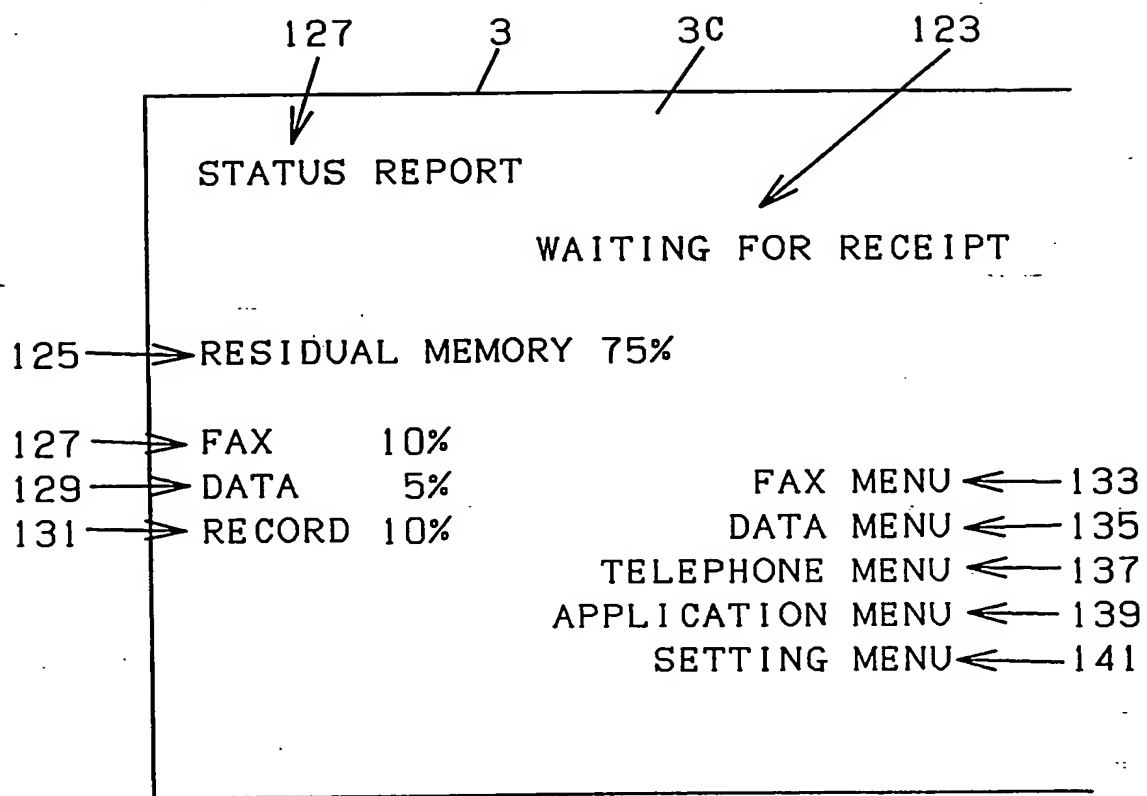 127 3 3C 123
STATUS REPORT
WAITING FOR RECEIPT
125 RESIDUAL MEMORY 75%
127 FAX 10%
129 DATA 5%
131 RECORD 10%
FAX MENU 133
DATA MENU 135
TELEPHONE MENU 137
APPLICATION MENU 139
SETTING MENU 141